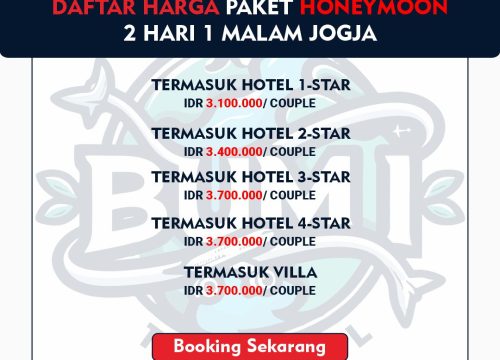 DAFTAR HARGA PAKET HONEYMOON
2 HARI 1 MALAM JOGJA
TERMASUK HOTEL 1-STAR
IDR 3.100.000/ COUPLE
TERMASUK HOTEL 2-STAR
IDR 3.400.000/ COUPLE
TERMASUK HOTEL 3-STAR
IDR 3.700.000/ COUPLE
TERMASUK HOTEL 4-STAR
IDR 3.700.000/ COUPLE
TERMASUK VILLA
IDR 3.700.000/ COUPLE
BUMI
Booking Sekarang